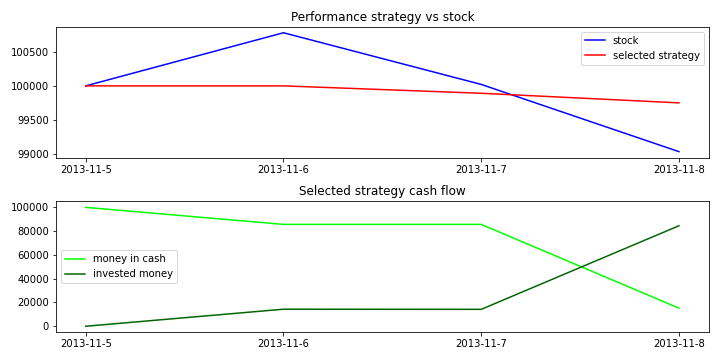 Performance strategy vs stock
100500
100000
99500
99000
stock
selected strategy
2013-11-5 2013-11-6 2013-11-7 2013-11-8
Selected strategy cash flow
100000
80000
60000
40000
20000
0
money in cash
invested money
2013-11-5 2013-11-6 2013-11-7 2013-11-8